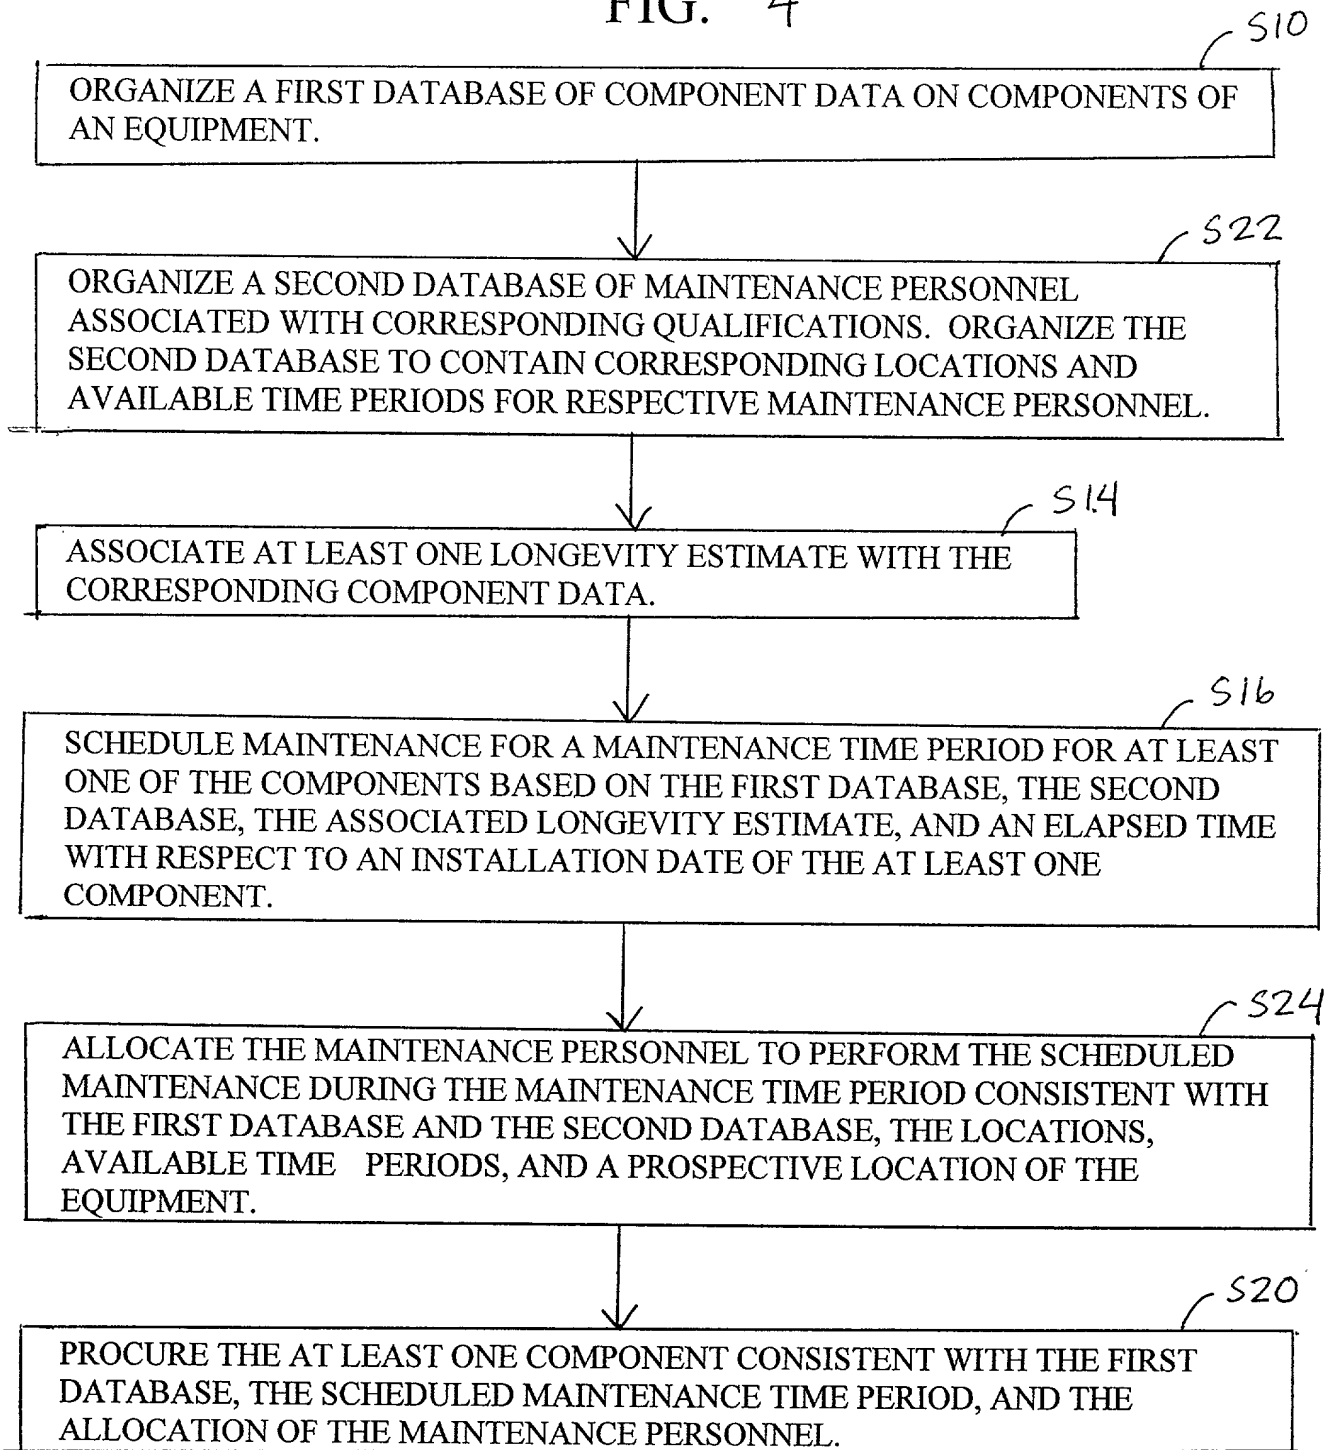 FIG. 4
S10
ORGANIZE A FIRST DATABASE OF COMPONENT DATA ON COMPONENTS OF
AN EQUIPMENT.
S22
ORGANIZE A SECOND DATABASE OF MAINTENANCE PERSONNEL
ASSOCIATED WITH CORRESPONDING QUALIFICATIONS. ORGANIZE THE
SECOND DATABASE TO CONTAIN CORRESPONDING LOCATIONS AND
AVAILABLE TIME PERIODS FOR RESPECTIVE MAINTENANCE PERSONNEL.
S14
ASSOCIATE AT LEAST ONE LONGEVITY ESTIMATE WITH THE
CORRESPONDING COMPONENT DATA.
S16
SCHEDULE MAINTENANCE FOR A MAINTENANCE TIME PERIOD FOR AT LEAST
ONE OF THE COMPONENTS BASED ON THE FIRST DATABASE, THE SECOND
DATABASE, THE ASSOCIATED LONGEVITY ESTIMATE, AND AN ELAPSED TIME
WITH RESPECT TO AN INSTALLATION DATE OF THE AT LEAST ONE
COMPONENT.
S24
ALLOCATE THE MAINTENANCE PERSONNEL TO PERFORM THE SCHEDULED
MAINTENANCE DURING THE MAINTENANCE TIME PERIOD CONSISTENT WITH
THE FIRST DATABASE AND THE SECOND DATABASE, THE LOCATIONS,
AVAILABLE TIME PERIODS, AND A PROSPECTIVE LOCATION OF THE
EQUIPMENT.
S20
PROCURE THE AT LEAST ONE COMPONENT CONSISTENT WITH THE FIRST
DATABASE, THE SCHEDULED MAINTENANCE TIME PERIOD, AND THE
ALLOCATION OF THE MAINTENANCE PERSONNEL.